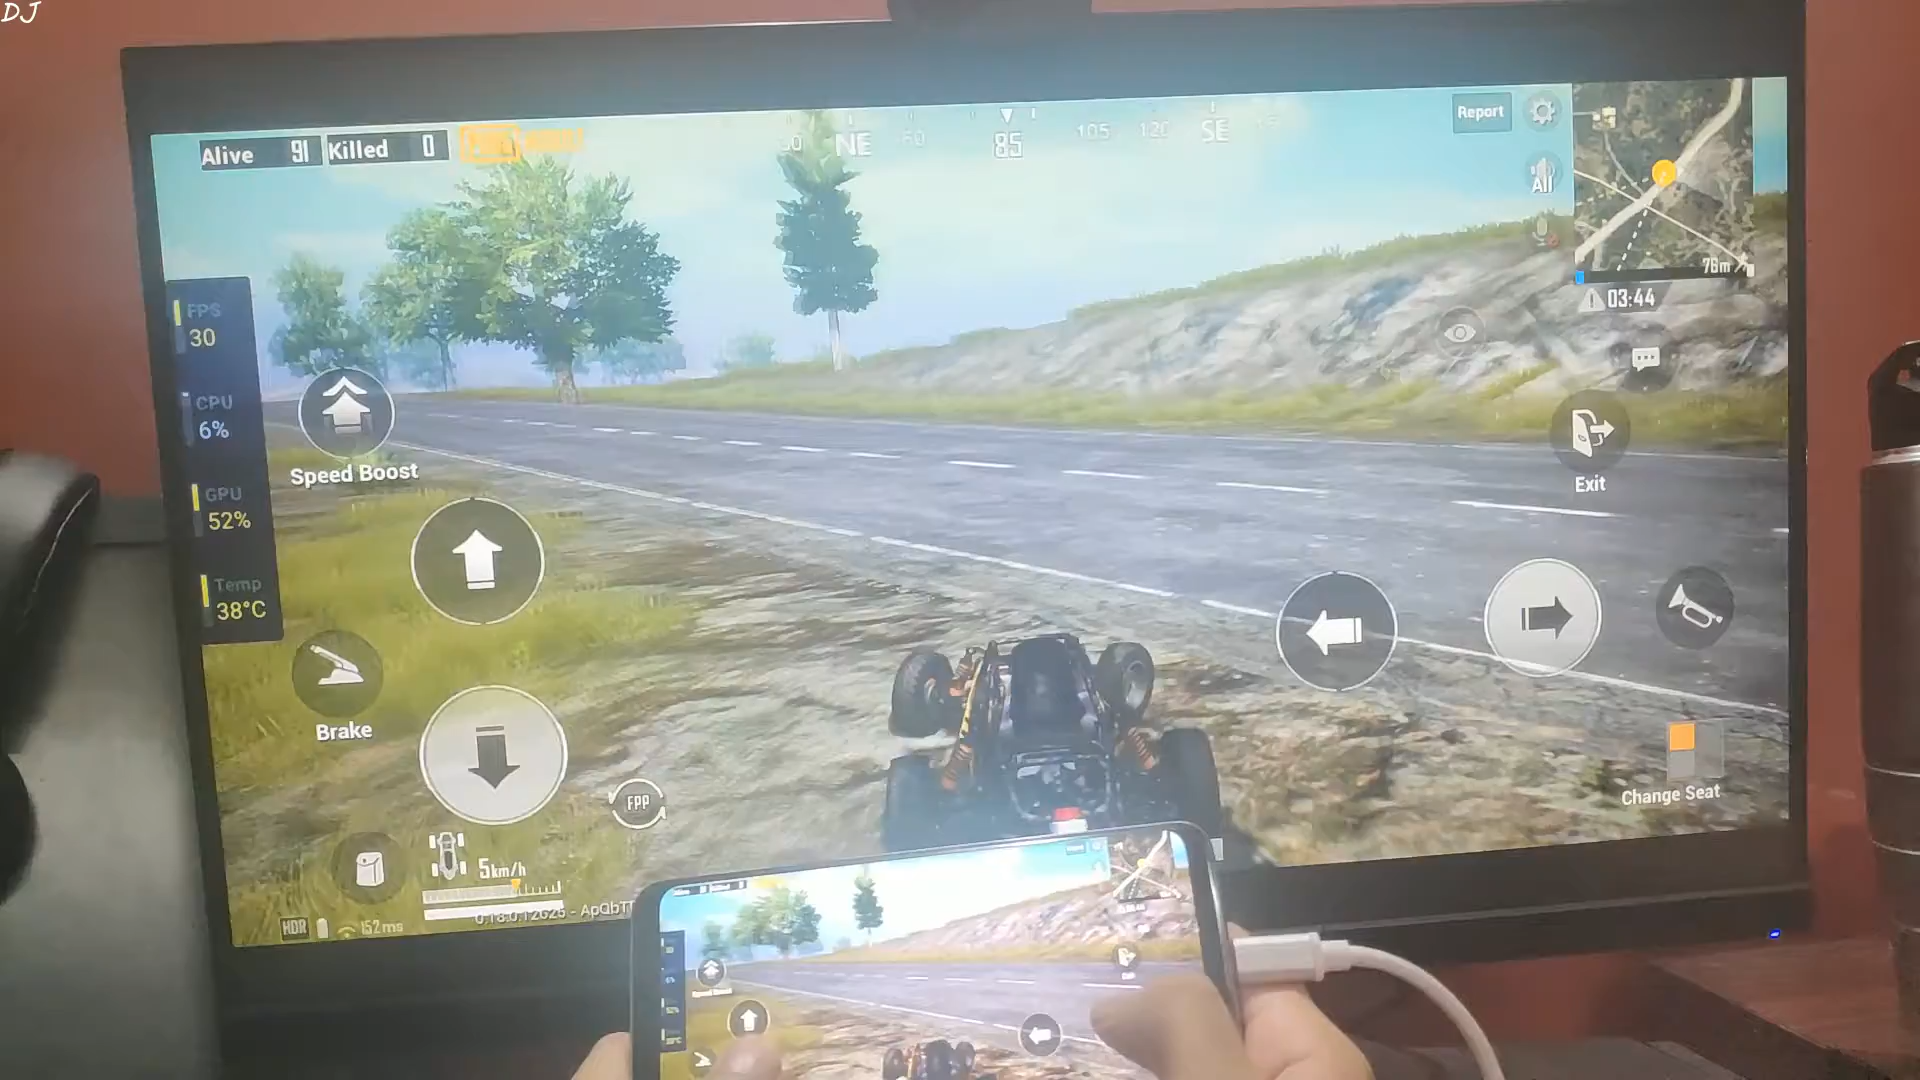 DJ
Alive 91 Killed 0
NE 60 85 105 120 SE
Report
All
76m
03:44
FPS
30
CPU
6%
GPU
52%
Temp
38°C
Speed Boost
Exit
Brake
FPP
Change Seat
5km/h
HDR 152ms